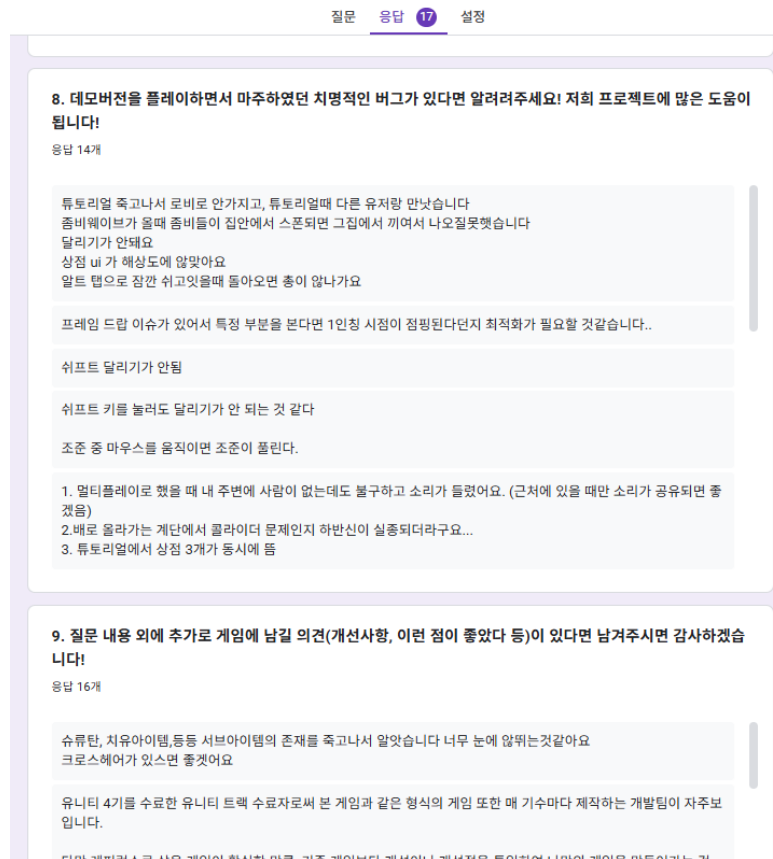 질문 응답 17 설정
8. 데모버전을 플레이하면서 마주하였던 치명적인 버그가 있다면 알려려주세요! 저희 프로젝트에 많은 도움이
됩니다!
응답 14개
튜토리얼 죽고나서 로비로 안가지고, 튜토리얼때 다른 유저랑 만낫습니다
좀비웨이브가 올때 좀비들이 집안에서 스폰되면 그집에서 끼여서 나오질못햇습니다
달리기가 안돼요
상점 ui 가 해상도에 않맞아요
알트 탭으로 잠깐 쉬고잇을때 돌아오면 총이 않나가요
프레임 드랍 이슈가 있어서 특정 부분을 본다면 1인칭 시점이 점핑된다던지 최적화가 필요할 것같습니다..
쉬프트 달리기가 안됨
쉬프트 키를 눌러도 달리기가 안 되는 것 같다
조준 중 마우스를 움직이면 조준이 풀린다.
1. 멀티플레이로 했을 때 내 주변에 사람이 없는데도 불구하고 소리가 들렸어요. (근처에 있을 때만 소리가 공유되면 좋
겠음)
2.배로 올라가는 계단에서 콜라이더 문제인지 하반신이 실종되더라구요...
3. 튜토리얼에서 상점 3개가 동시에 뜸
9. 질문 내용 외에 추가로 게임에 남길 의견(개선사항, 이런 점이 좋았다 등)이 있다면 남겨주시면 감사하겠습
니다!
응답 16개
슈류탄, 치유아이템,등등 서브아이템의 존재를 죽고나서 알앗습니다 너무 눈에 않뛰는것같아요
크로스헤어가 있스면 좋겟어요
유니티 4기를 수료한 유니티 트랙 수료자로써 본 게임과 같은 형식의 게임 또한 매 기수마다 제작하는 개발팀이 자주보
입니다.